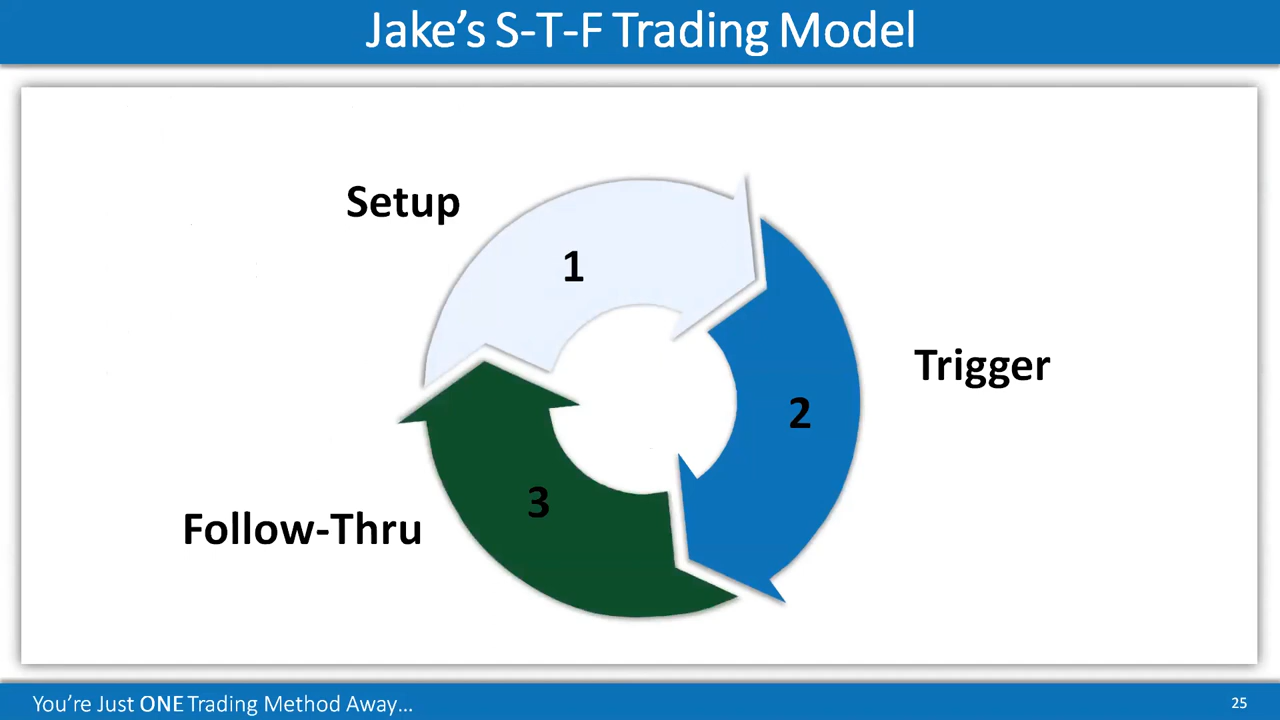 Jake's S-T-F Trading Model
Setup
1
Trigger
2
3
Follow-Thru
You're Just ONE Trading Method Away...
25